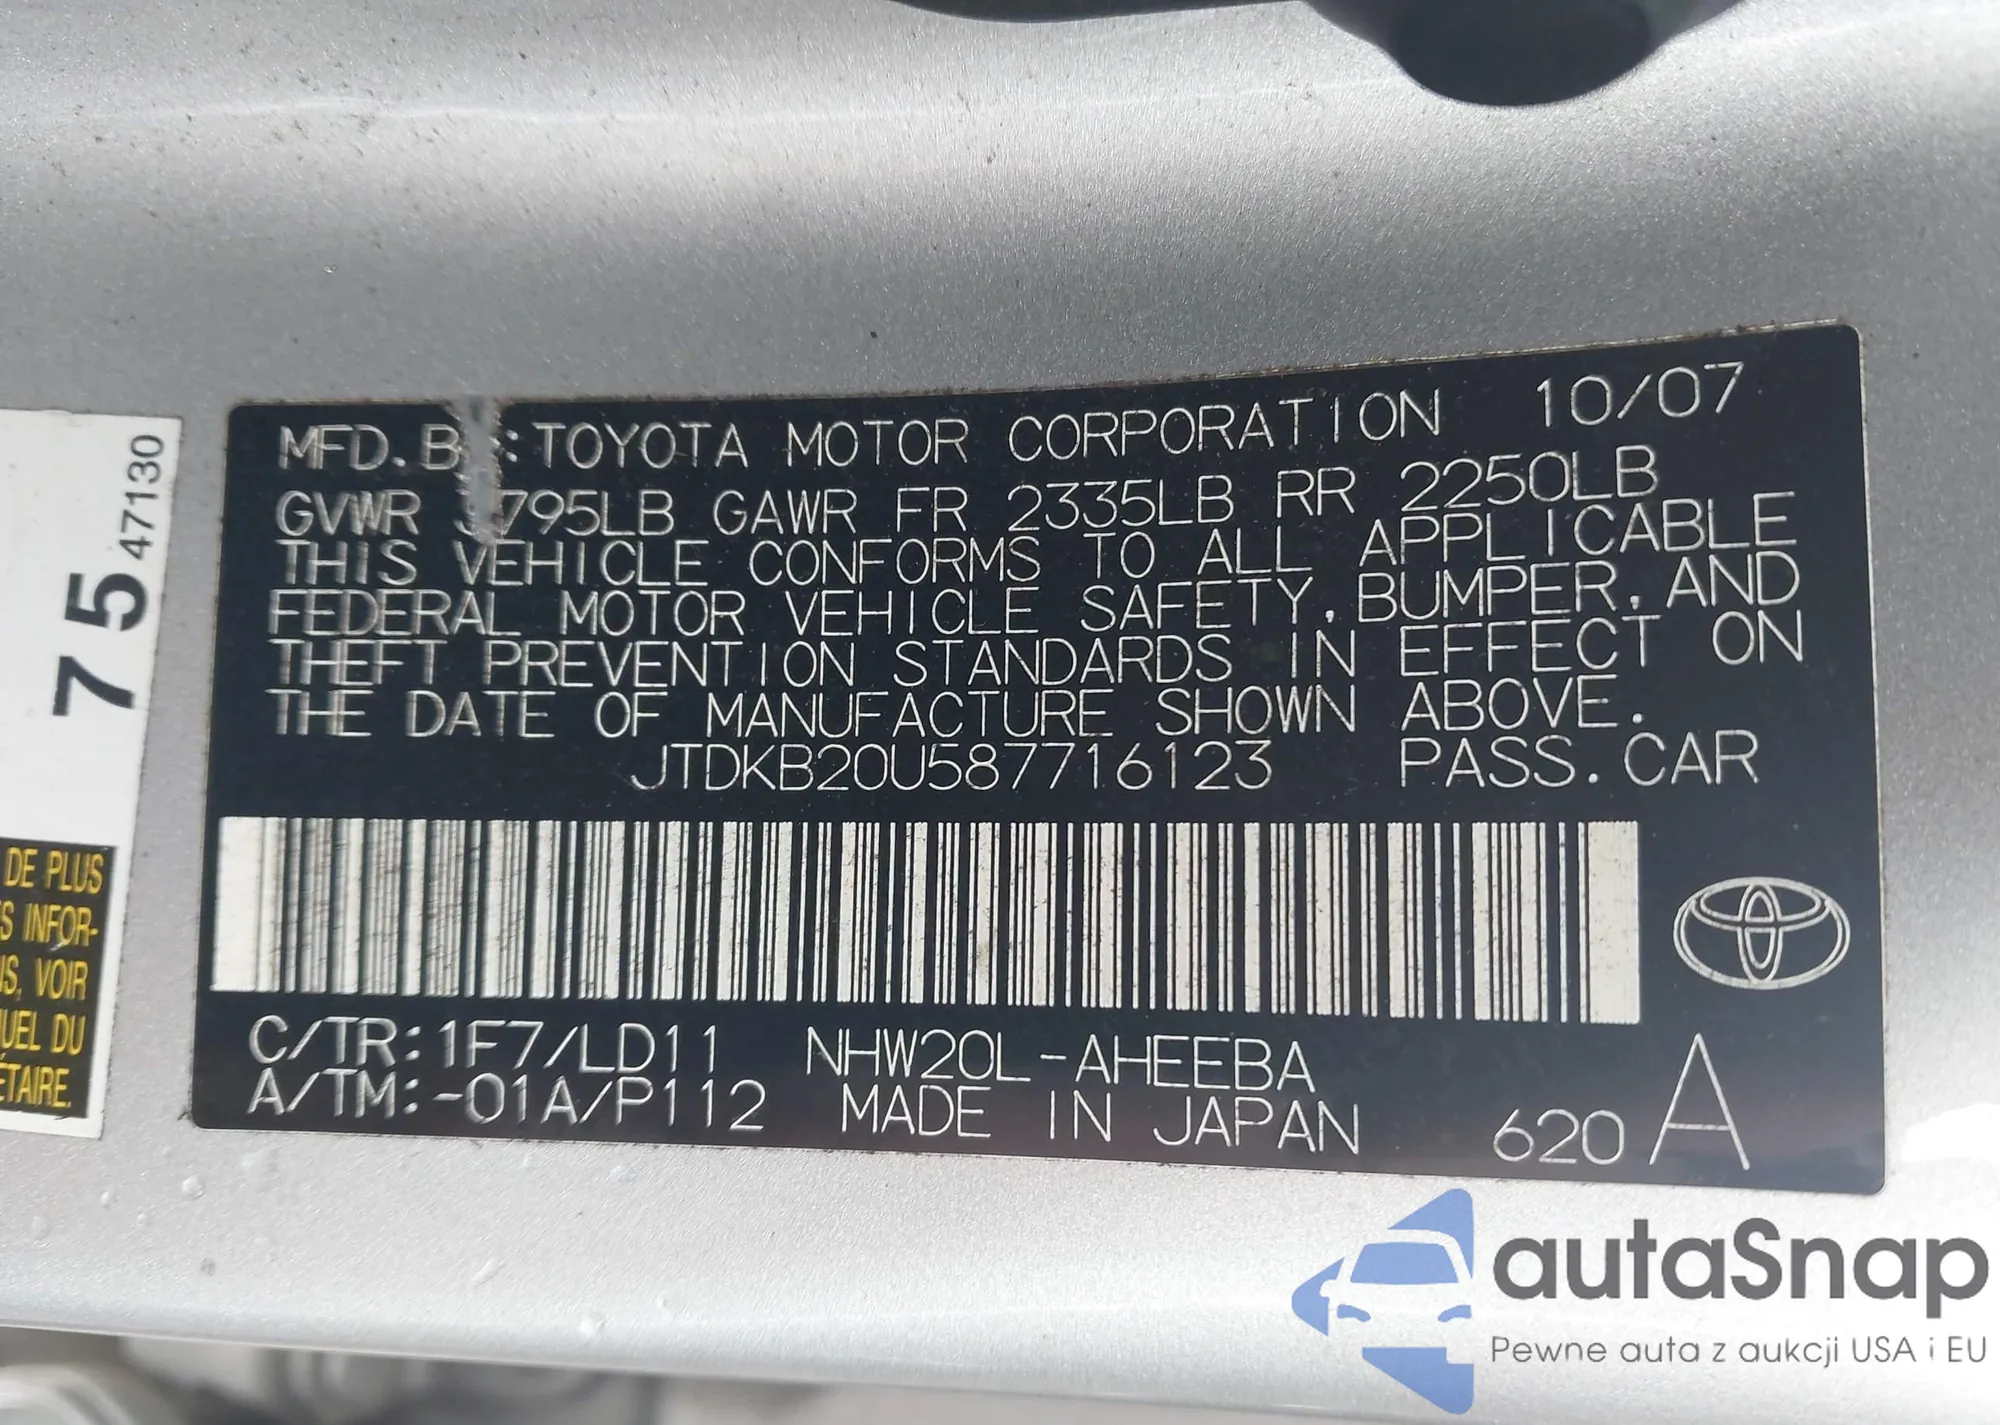 MFD. B :TOYOTA MOTOR CORPORATION 10/07
GVWR 3795LB GAWR FR 2335LB RR 2250LB
THIS VEHICLE CONFORMS TO ALL APPLICABLE
FEDERAL MOTOR VEHICLE SAFETY, BUMPER, AND
THEFT PREVENTION STANDARDS IN EFFECT ON
THE DATE OF MANUFACTURE SHOWN ABOVE.
JTDKB20U587716123 PASS.CAR
C/TR:1F7/LD11 NHW20L-AHEEBA
A/TM:-01A/P112 MADE IN JAPAN 620 A
75 47130
DE PLUS
INFOR-
VOIR
DU
autaSnap
Pewne auta z aukcji USA i EU